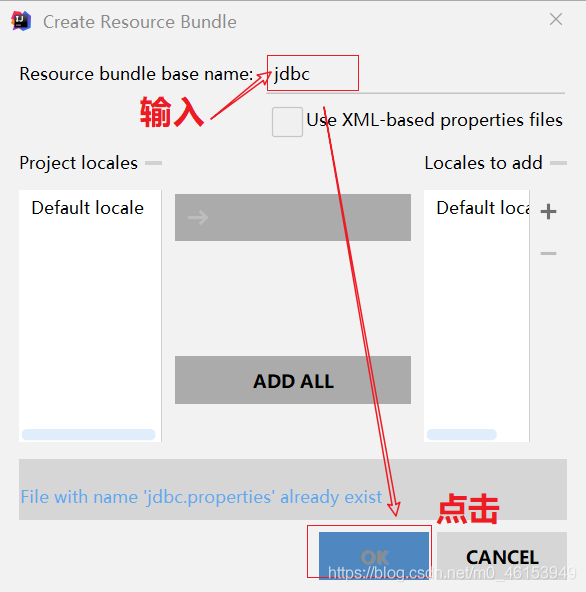 Create Resource Bundle
Resource bundle base name: jdbc
输入
Use XML-based properties files
Project locales
Locales to add
Default locale
Default loca
ADD ALL
File with name 'jdbc.properties' already exist
点击
OK
CANCEL
https://blog.csdn.net/m0_46153949